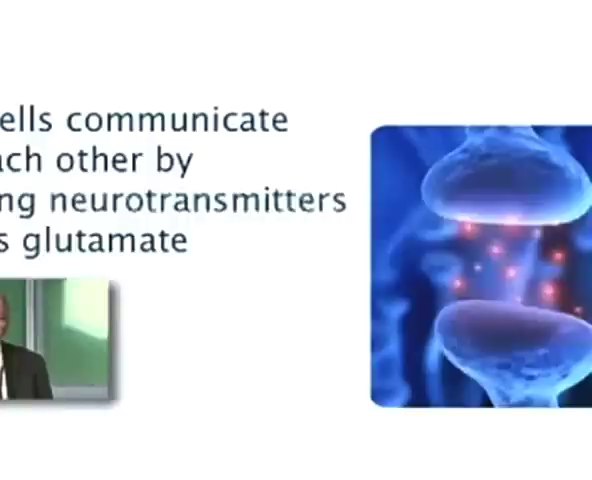 ells communicate
ach other by
ng neurotransmitters
s glutamate